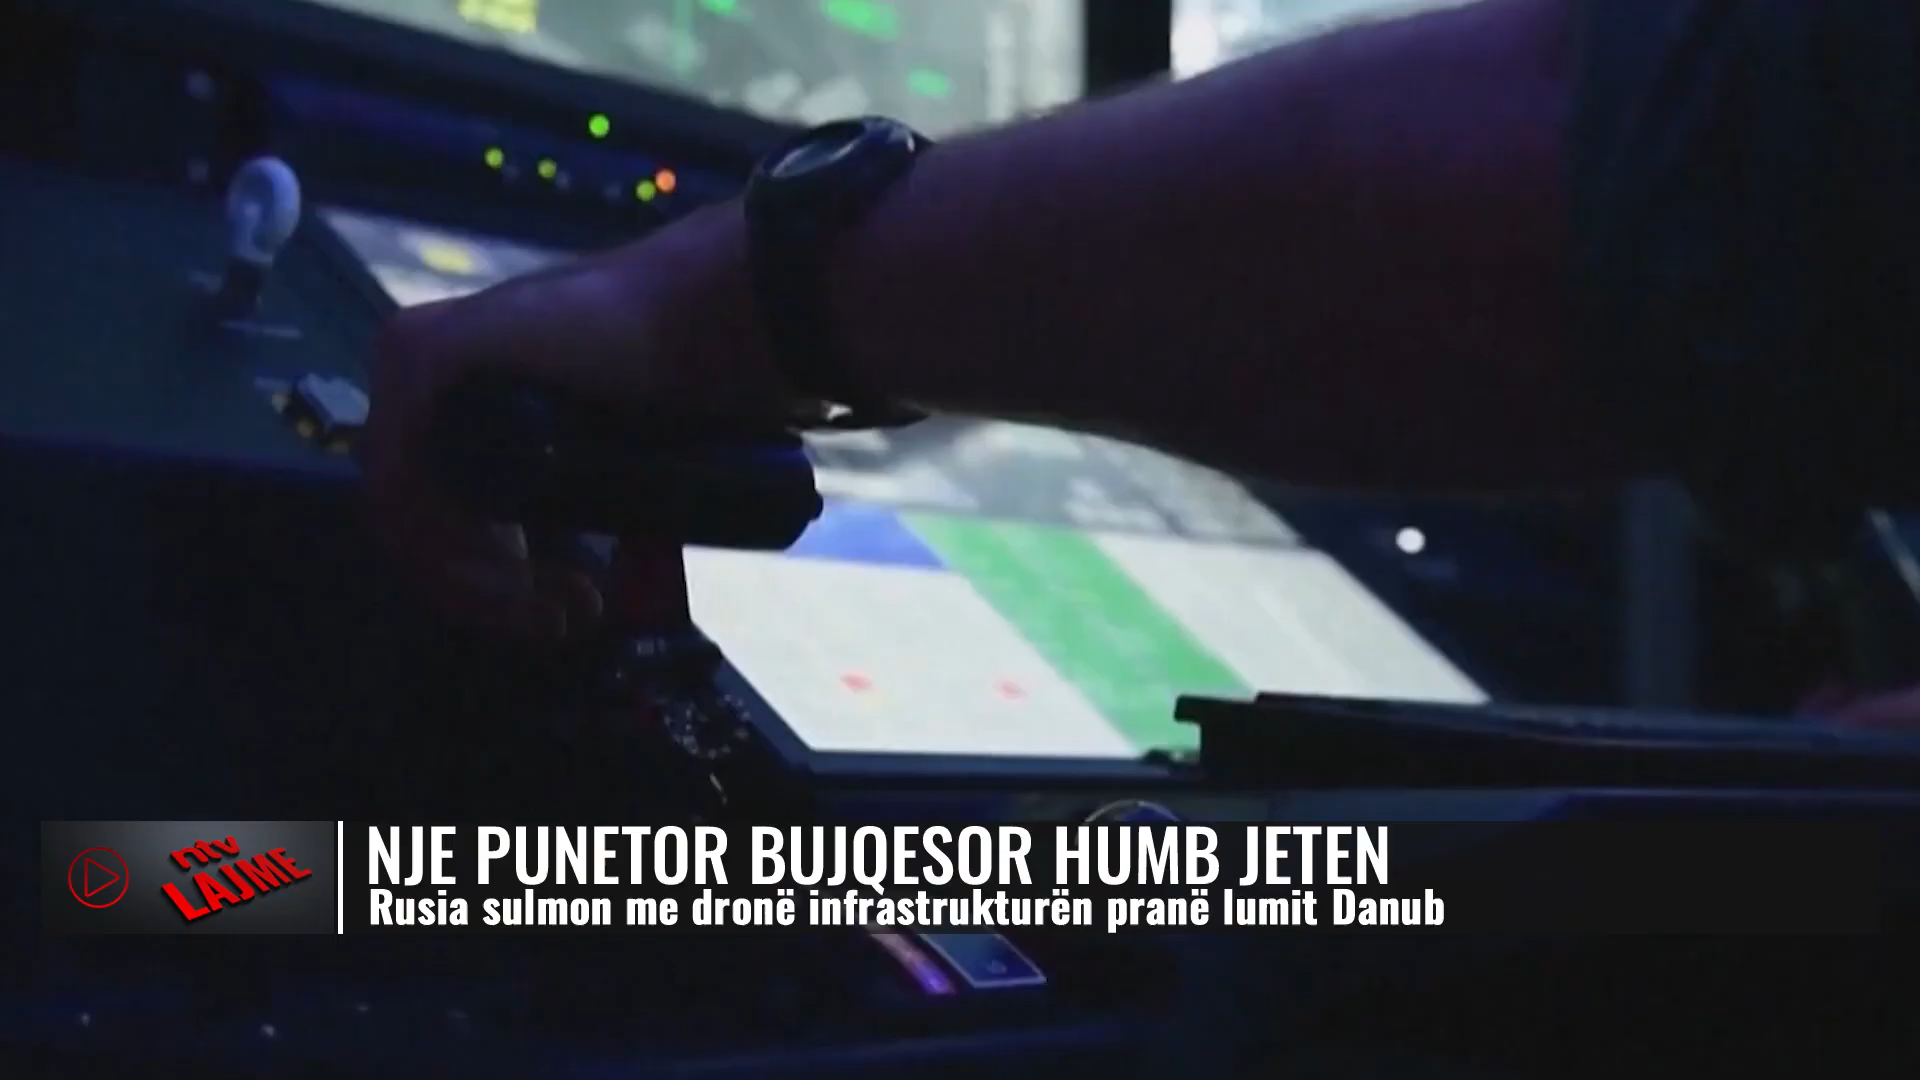 ntv
LAJME
NJE PUNETOR BUJQESOR HUMB JETEN
Rusia sulmon me dronë infrastrukturën pranë lumit Danub